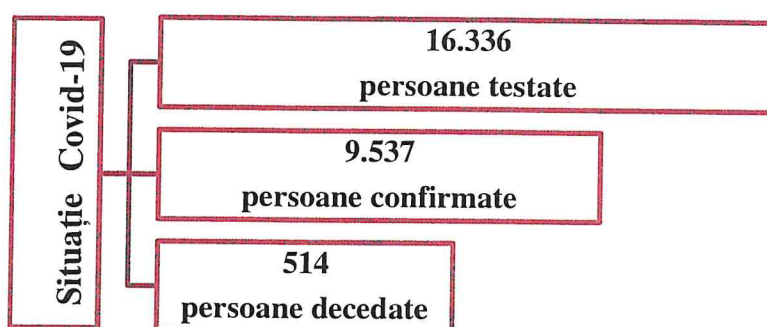 Situație Covid-19
16.336
persoane testate
9.537
persoane confirmate
514
persoane decedate